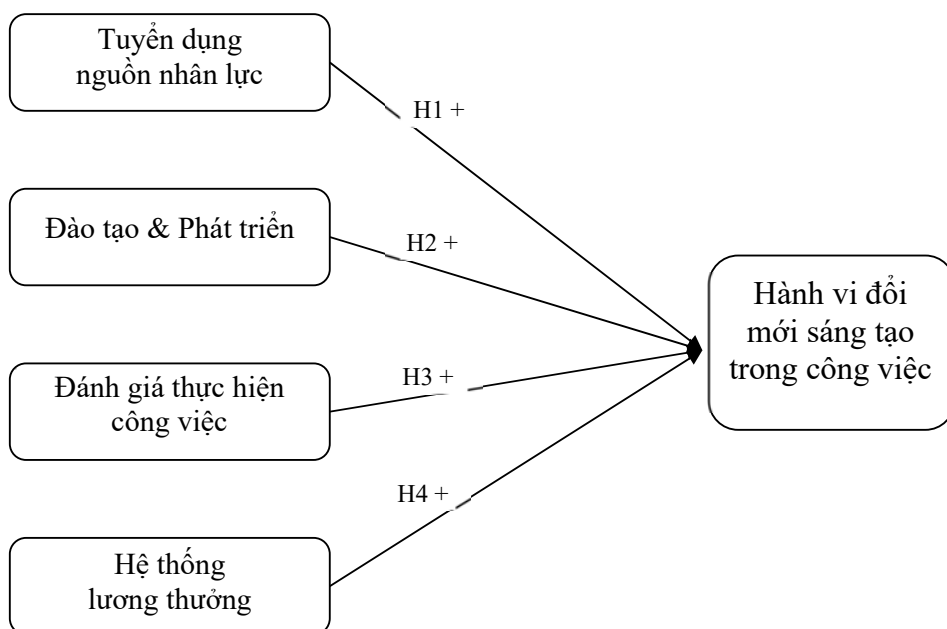 Tuyển dụng
nguồn nhân lực
H1 +
Đào tạo & Phát triển
H2 +
Hành vi đổi
mới sáng tạo
trong công việc
Đánh giá thực hiện
công việc
H3 +
H4 +
Hệ thống
lương thưởng